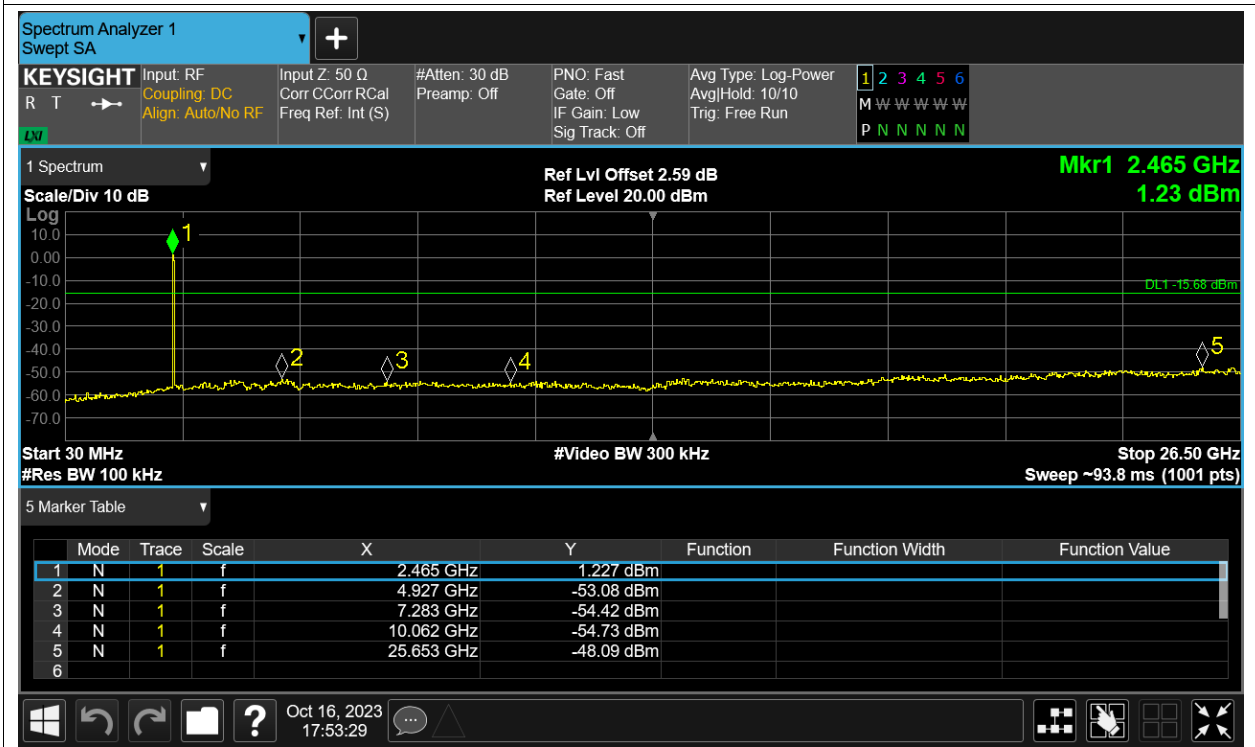 Spectrum Analyzer 1
Swept SA
+
KEYSIGHT
R T
LXI
Input: RF
Coupling: DC
Align: Auto/No RF
Input Z: 50 Ω
Corr CCorr RCal
Freq Ref: Int (S)
#Atten: 30 dB
Preamp: Off
PNO: Fast
Gate: Off
IF Gain: Low
Sig Track: Off
Avg Type: Log-Power
Avg|Hold: 10/10
Trig: Free Run
1 2 3 4 5 6
M W W W W W
P N N N N N
1 Spectrum
Scale/Div 10 dB
Ref Lvl Offset 2.59 dB
Ref Level 20.00 dBm
Mkr1 2.465 GHz
1.23 dBm
Log
10.0
0.00
-10.0
-20.0
-30.0
-40.0
-50.0
-60.0
-70.0
1
2
3
4
5
DL1 -15.68 dBm
Start 30 MHz
#Res BW 100 kHz
#Video BW 300 kHz
Stop 26.50 GHz
Sweep ~93.8 ms (1001 pts)
5 Marker Table
Mode Trace Scale X Y Function Function Width Function Value
1 N 1 f 2.465 GHz 1.227 dBm
2 N 1 f 4.927 GHz -53.08 dBm
3 N 1 f 7.283 GHz -54.42 dBm
4 N 1 f 10.062 GHz -54.73 dBm
5 N 1 f 25.653 GHz -48.09 dBm
6
?
Oct 16, 2023
17:53:29